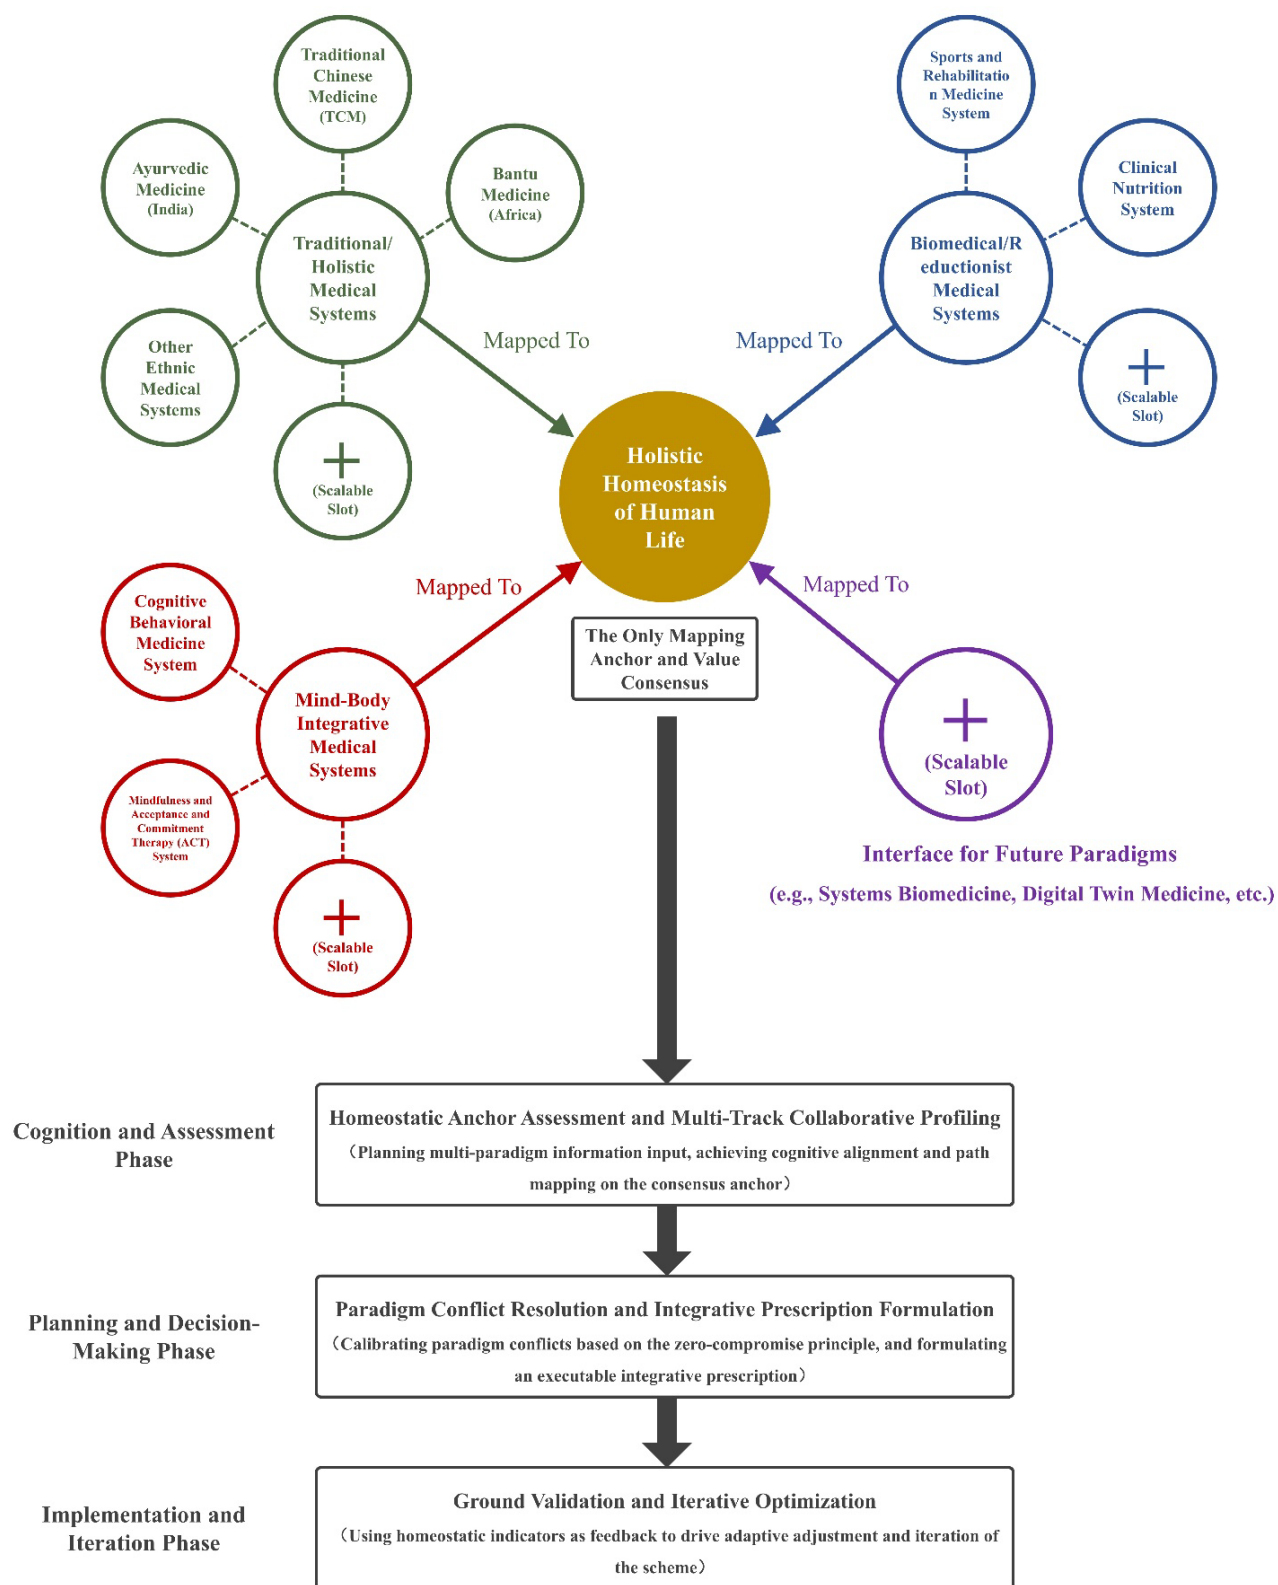 Traditional
Chinese
Medicine
(TCM)
Ayurvedic
Medicine
(India)
Bantu
Medicine
(Africa)
Traditional/
Holistic
Medical
Systems
Other
Ethnic
Medical
Systems
+
(Scalable
Slot)
Mapped To
Sports and
Rehabilitatio
n Medicine
System
Clinical
Nutrition
System
Biomedical/R
eductionist
Medical
Systems
+
(Scalable
Slot)
Mapped To
Holistic
Homeostasis
of Human
Life
The Only Mapping
Anchor and Value
Consensus
Mapped To
Cognitive
Behavioral
Medicine
System
Mind-Body
Integrative
Medical
Systems
Mindfulness and
Acceptance and
Commitment
Therapy (ACT)
System
+
(Scalable
Slot)
Mapped To
+
(Scalable
Slot)
Interface for Future Paradigms
(e.g., Systems Biomedicine, Digital Twin Medicine, etc.)
Cognition and Assessment
Phase
Homeostatic Anchor Assessment and Multi-Track Collaborative Profiling
（Planning multi-paradigm information input, achieving cognitive alignment and path
mapping on the consensus anchor）
Planning and Decision-
Making Phase
Paradigm Conflict Resolution and Integrative Prescription Formulation
（Calibrating paradigm conflicts based on the zero-compromise principle, and formulating
an executable integrative prescription）
Implementation and
Iteration Phase
Ground Validation and Iterative Optimization
（Using homeostatic indicators as feedback to drive adaptive adjustment and iteration of
the scheme）